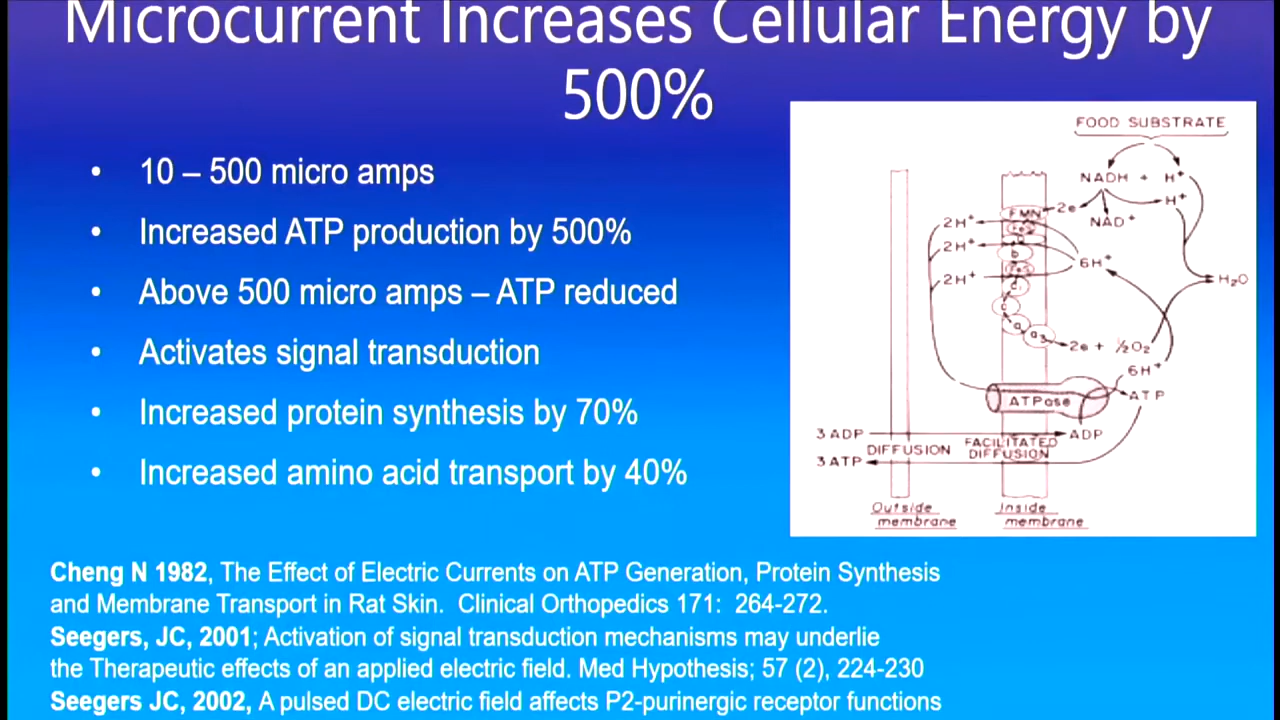 Microcurrent Increases Cellular Energy by
500%
• 10 – 500 micro amps
• Increased ATP production by 500%
• Above 500 micro amps – ATP reduced
• Activates signal transduction
• Increased protein synthesis by 70%
• Increased amino acid transport by 40%
FOOD SUBSTRATE
NADH + H⁺
2e H⁺
NAD⁺
FMN
2H⁺
FeS
2H⁺
b
6H⁺
FeS
2H⁺
H₂O
c₁
c
a
a₃
2e + ½O₂
6H⁺
ATPase
ATP
3 ADP
ADP
DIFFUSION
FACILITATED
DIFFUSION
3 ATP
Outside
membrane
Inside
membrane
Cheng N 1982, The Effect of Electric Currents on ATP Generation, Protein Synthesis
and Membrane Transport in Rat Skin. Clinical Orthopedics 171: 264-272.
Seegers, JC, 2001; Activation of signal transduction mechanisms may underlie
the Therapeutic effects of an applied electric field. Med Hypothesis; 57 (2), 224-230
Seegers JC, 2002, A pulsed DC electric field affects P2-purinergic receptor functions